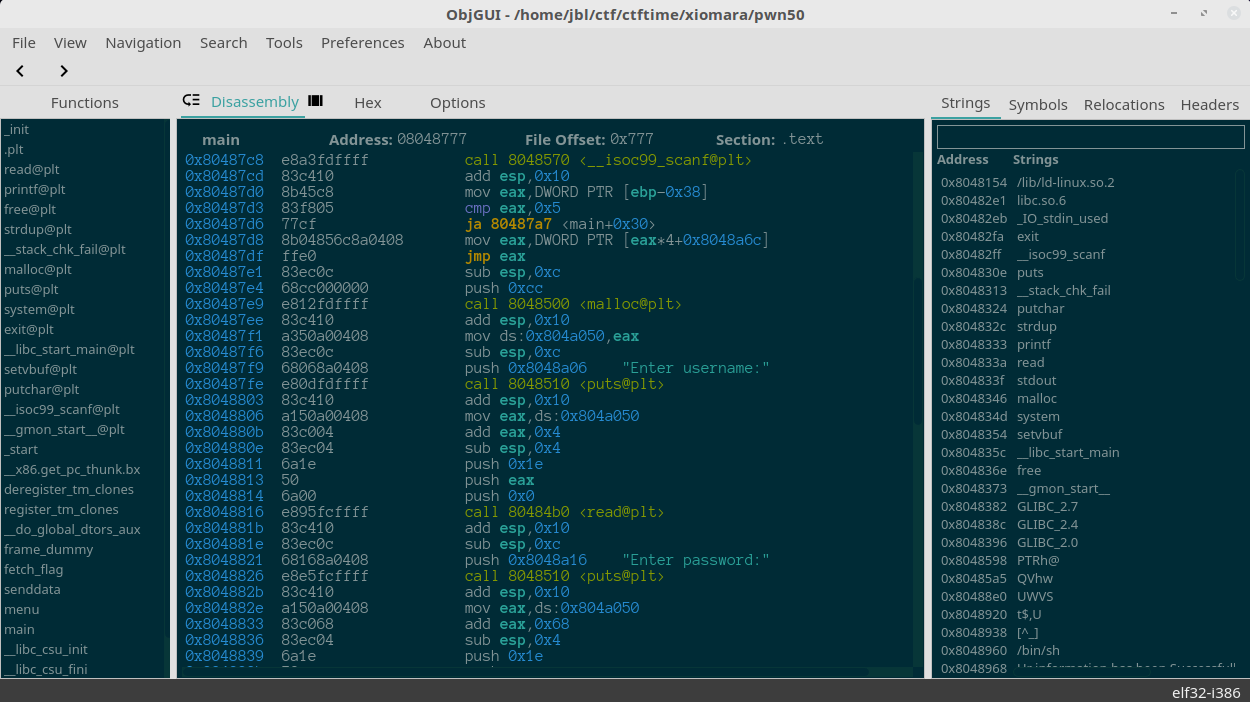 ObjGUI - /home/jbl/ctf/ctftime/xiomara/pwn50
File View Navigation Search Tools Preferences About
Functions
_init
.plt
read@plt
printf@plt
free@plt
strdup@plt
__stack_chk_fail@plt
malloc@plt
puts@plt
system@plt
exit@plt
__libc_start_main@plt
setvbuf@plt
putchar@plt
__isoc99_scanf@plt
__gmon_start__@plt
_start
__x86.get_pc_thunk.bx
deregister_tm_clones
register_tm_clones
__do_global_dtors_aux
frame_dummy
fetch_flag
senddata
menu
main
__libc_csu_init
__libc_csu_fini
Disassembly Hex Options
main Address: 08048777 File Offset: 0x777 Section: .text
0x80487c8 e8a3fdffff call 8048570 <__isoc99_scanf@plt>
0x80487cd 83c410 add esp,0x10
0x80487d0 8b45c8 mov eax,DWORD PTR [ebp-0x38]
0x80487d3 83f805 cmp eax,0x5
0x80487d6 77cf ja 80487a7 <main+0x30>
0x80487d8 8b04856c8a0408 mov eax,DWORD PTR [eax*4+0x8048a6c]
0x80487df ffe0 jmp eax
0x80487e1 83ec0c sub esp,0xc
0x80487e4 68cc000000 push 0xcc
0x80487e9 e812fdffff call 8048500 <malloc@plt>
0x80487ee 83c410 add esp,0x10
0x80487f1 a350a00408 mov ds:0x804a050,eax
0x80487f6 83ec0c sub esp,0xc
0x80487f9 68068a0408 push 0x8048a06 "Enter username:"
0x80487fe e80dfdffff call 8048510 <puts@plt>
0x8048803 83c410 add esp,0x10
0x8048806 a150a00408 mov eax,ds:0x804a050
0x804880b 83c004 add eax,0x4
0x804880e 83ec04 sub esp,0x4
0x8048811 6a1e push 0x1e
0x8048813 50 push eax
0x8048814 6a00 push 0x0
0x8048816 e895fcffff call 80484b0 <read@plt>
0x804881b 83c410 add esp,0x10
0x804881e 83ec0c sub esp,0xc
0x8048821 68168a0408 push 0x8048a16 "Enter password:"
0x8048826 e8e5fcffff call 8048510 <puts@plt>
0x804882b 83c410 add esp,0x10
0x804882e a150a00408 mov eax,ds:0x804a050
0x8048833 83c068 add eax,0x68
0x8048836 83ec04 sub esp,0x4
0x8048839 6a1e push 0x1e
Strings Symbols Relocations Headers
Address Strings
0x8048154 /lib/ld-linux.so.2
0x80482e1 libc.so.6
0x80482eb _IO_stdin_used
0x80482fa exit
0x80482ff __isoc99_scanf
0x804830e puts
0x8048313 __stack_chk_fail
0x8048324 putchar
0x804832c strdup
0x8048333 printf
0x804833a read
0x804833f stdout
0x8048346 malloc
0x804834d system
0x8048354 setvbuf
0x804835c __libc_start_main
0x804836e free
0x8048373 __gmon_start__
0x8048382 GLIBC_2.7
0x804838c GLIBC_2.4
0x8048396 GLIBC_2.0
0x8048598 PTRh@
0x80485a5 QVhw
0x80488e0 UWVS
0x8048920 t$,U
0x8048938 [^_]
0x8048960 /bin/sh
0x8048968 information has been
elf32-i386